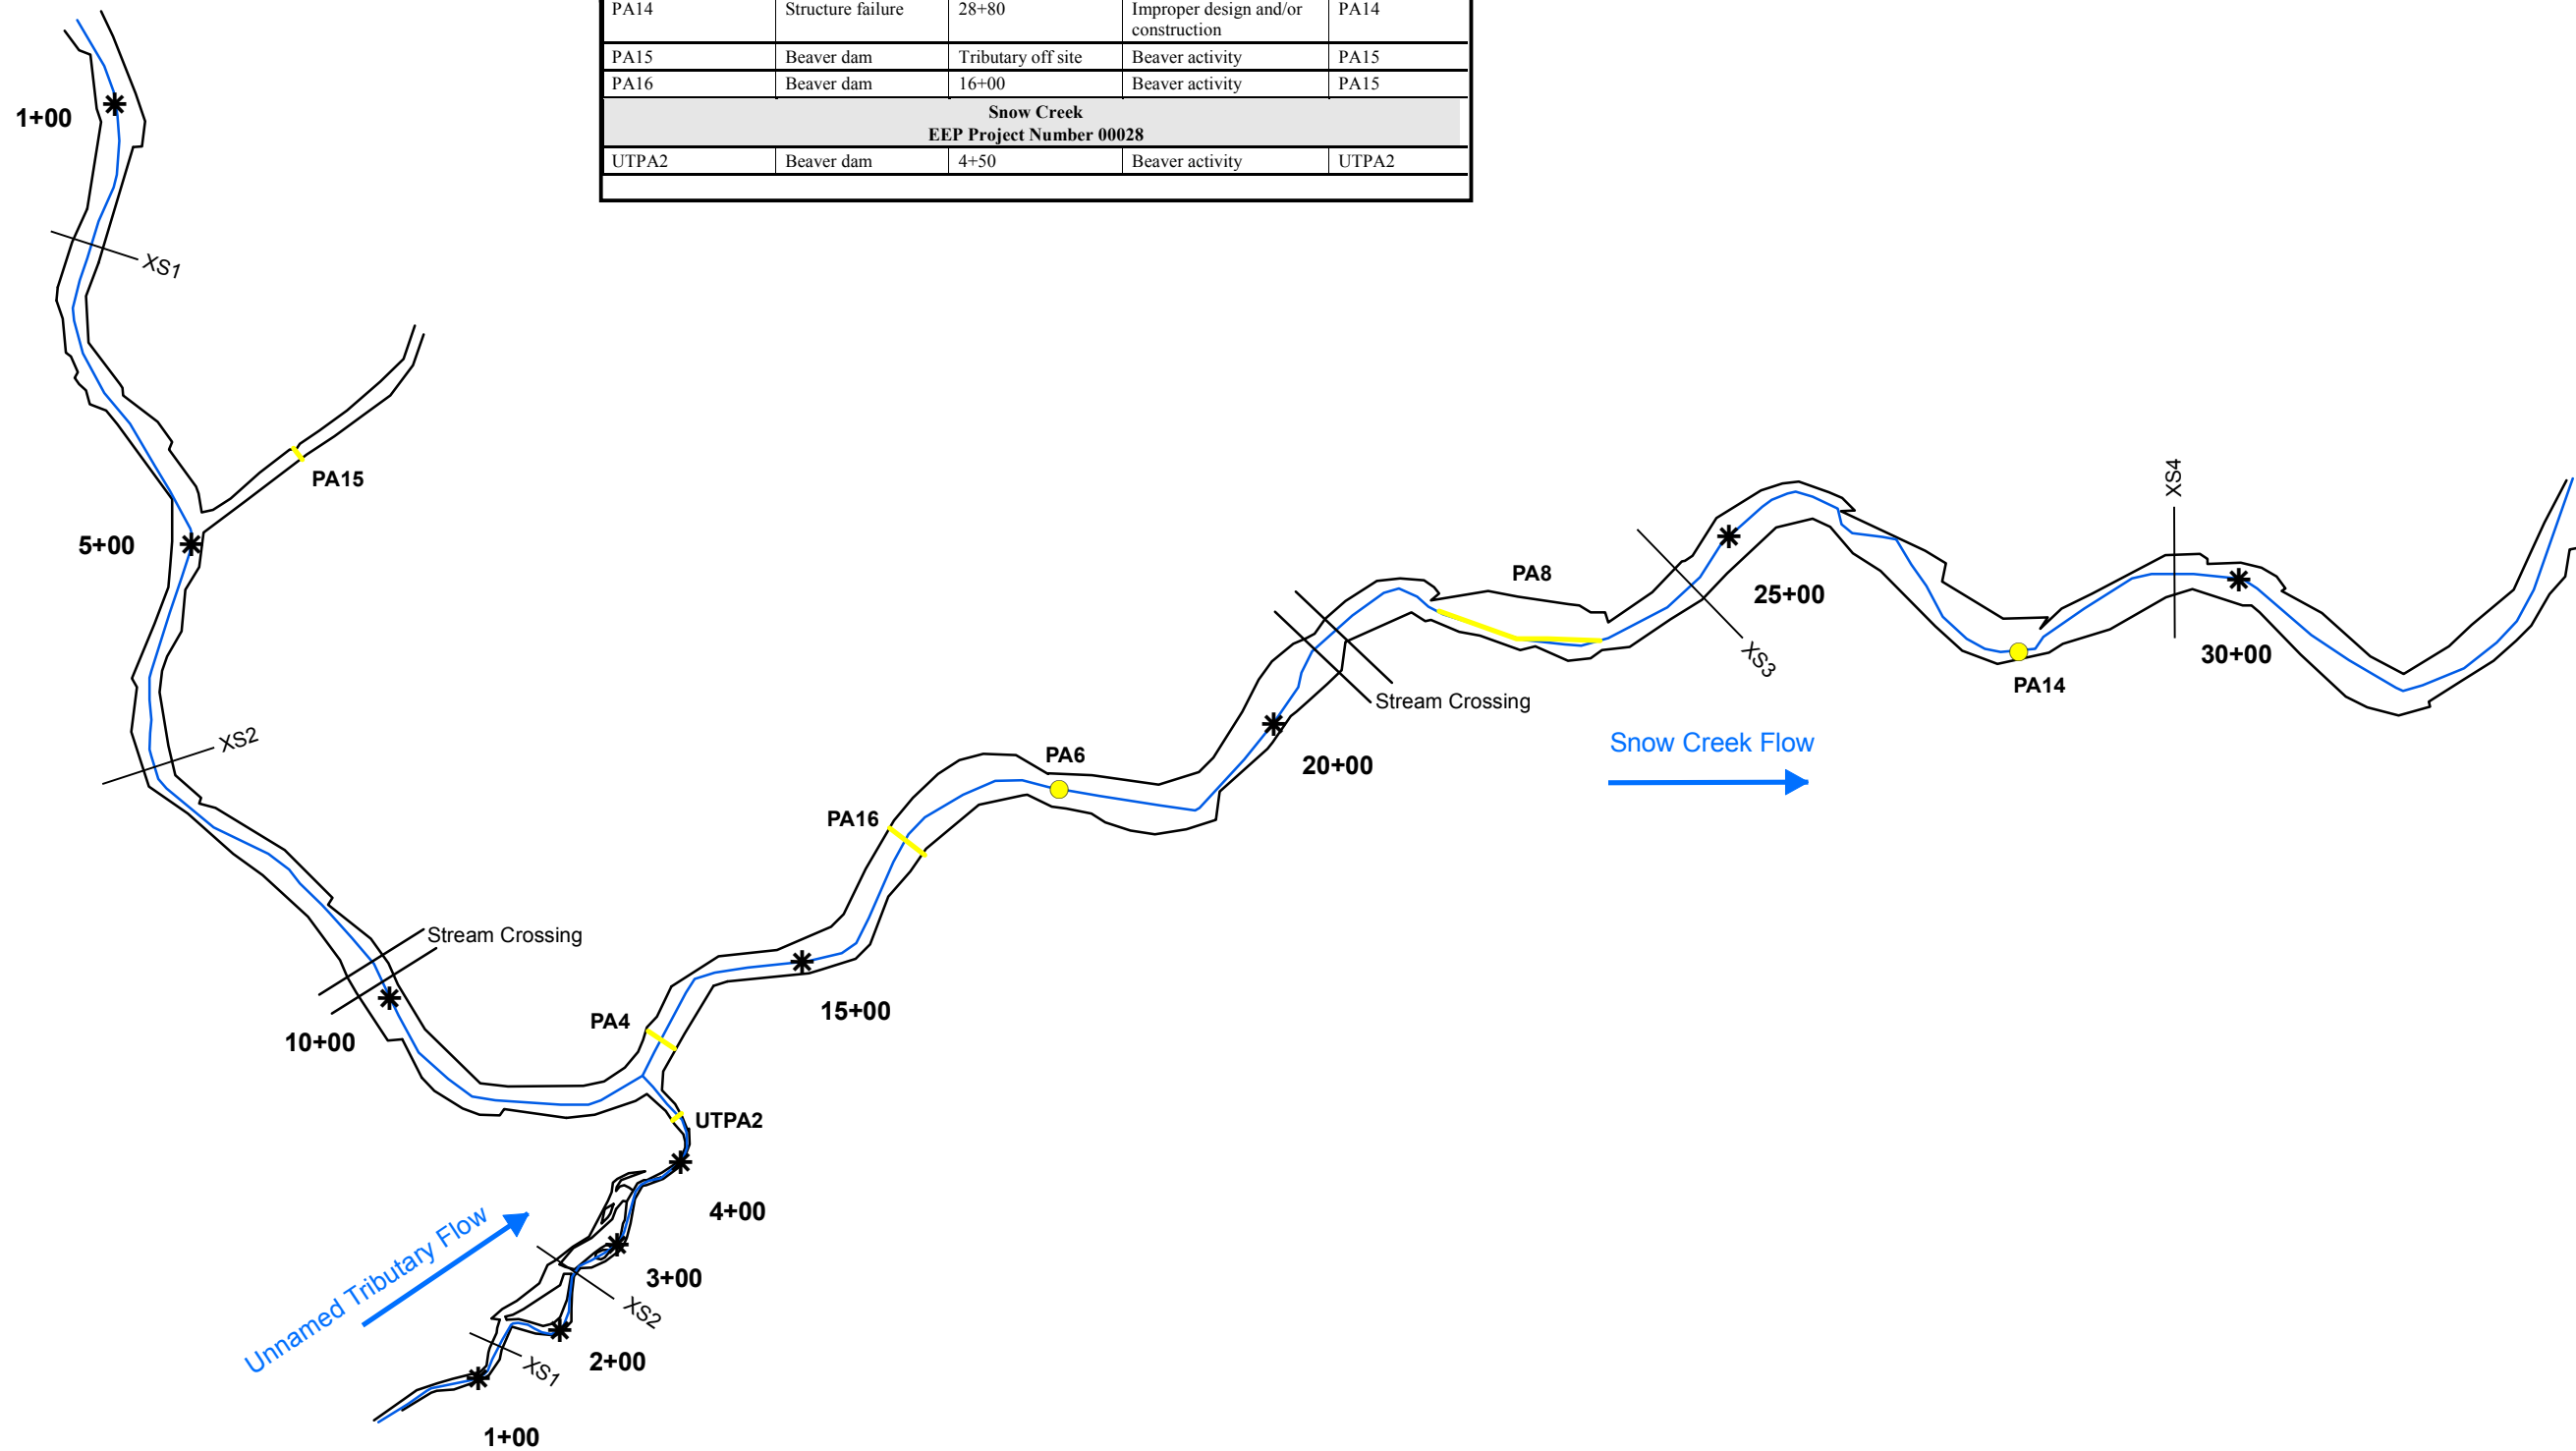 PA14 Structure failure 28+80 Improper design and/or construction PA14
PA15 Beaver dam Tributary off site Beaver activity PA15
PA16 Beaver dam 16+00 Beaver activity PA15
Snow Creek
EEP Project Number 00028
UTPA2 Beaver dam 4+50 Beaver activity UTPA2
1+00
XS1
PA15
5+00
XS2
Stream Crossing
10+00
PA4
UTPA2
15+00
PA16
PA6
20+00
Stream Crossing
PA8
XS3
25+00
PA14
XS4
30+00
Snow Creek Flow
Unnamed Tributary Flow
4+00
3+00
XS2
2+00
XS1
1+00